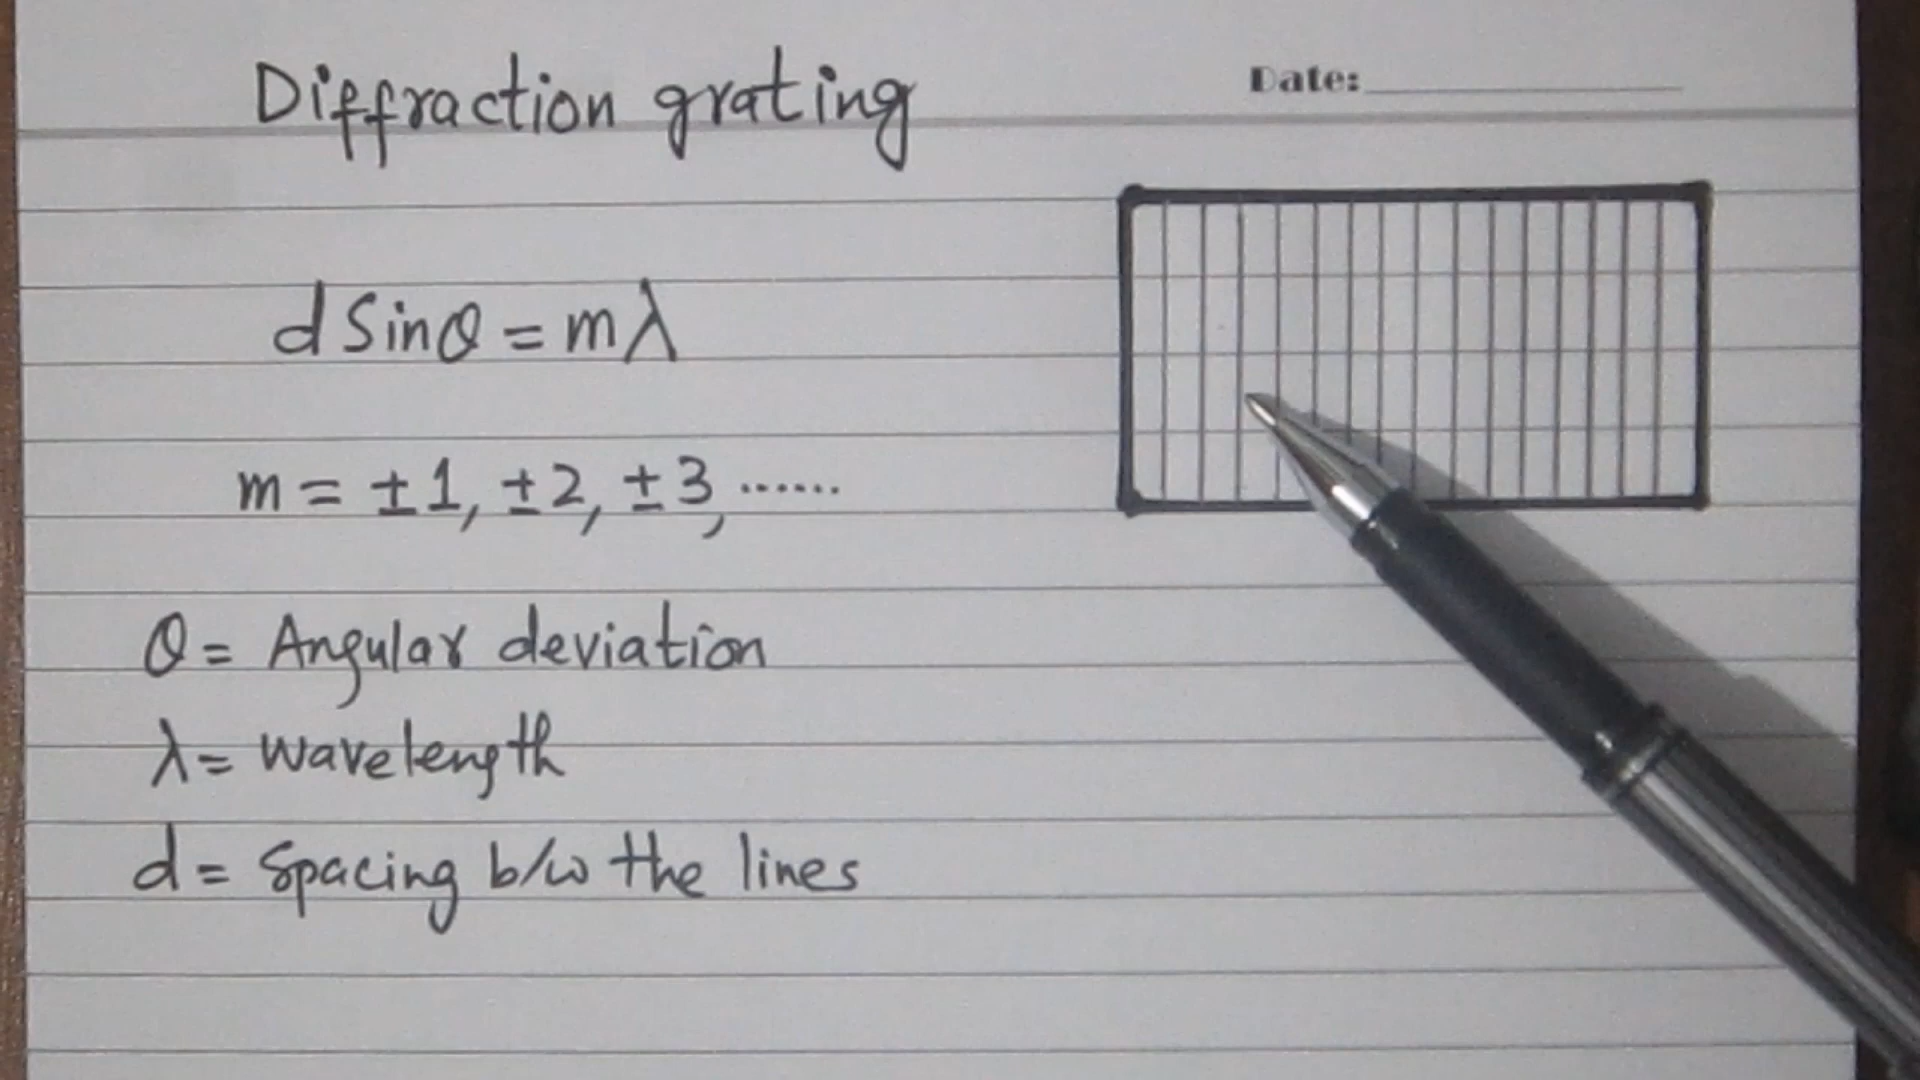 Diffraction grating
Date:
d Sinθ = mλ
m = ±1, ±2, ±3, ......
θ = Angular deviation
λ = wavelength
d = Spacing b/w the lines